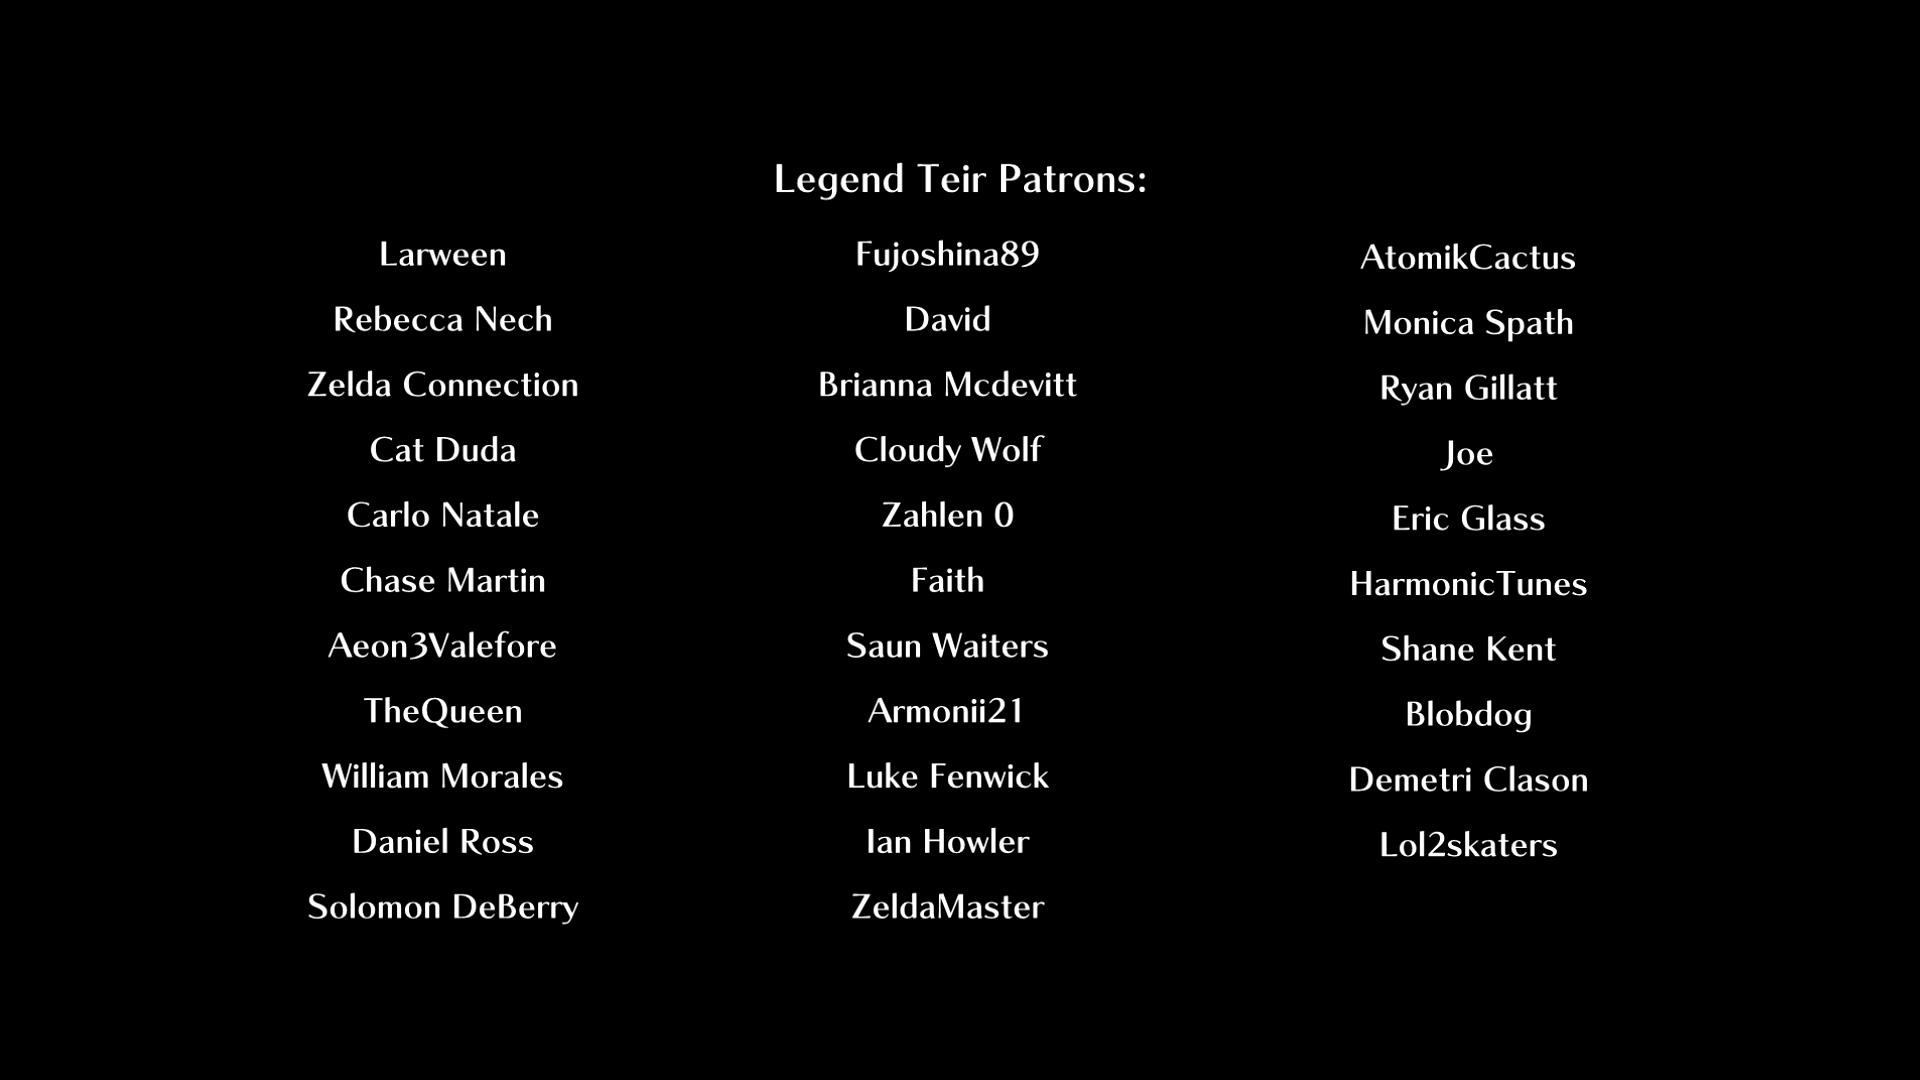 Legend Teir Patrons:
Larween
Rebecca Nech
Zelda Connection
Cat Duda
Carlo Natale
Chase Martin
Aeon3Valefore
TheQueen
William Morales
Daniel Ross
Solomon DeBerry
Fujoshina89
David
Brianna Mcdevitt
Cloudy Wolf
Zahlen 0
Faith
Saun Waiters
Armonii21
Luke Fenwick
Ian Howler
ZeldaMaster
AtomikCactus
Monica Spath
Ryan Gillatt
Joe
Eric Glass
HarmonicTunes
Shane Kent
Blobdog
Demetri Clason
Lol2skaters